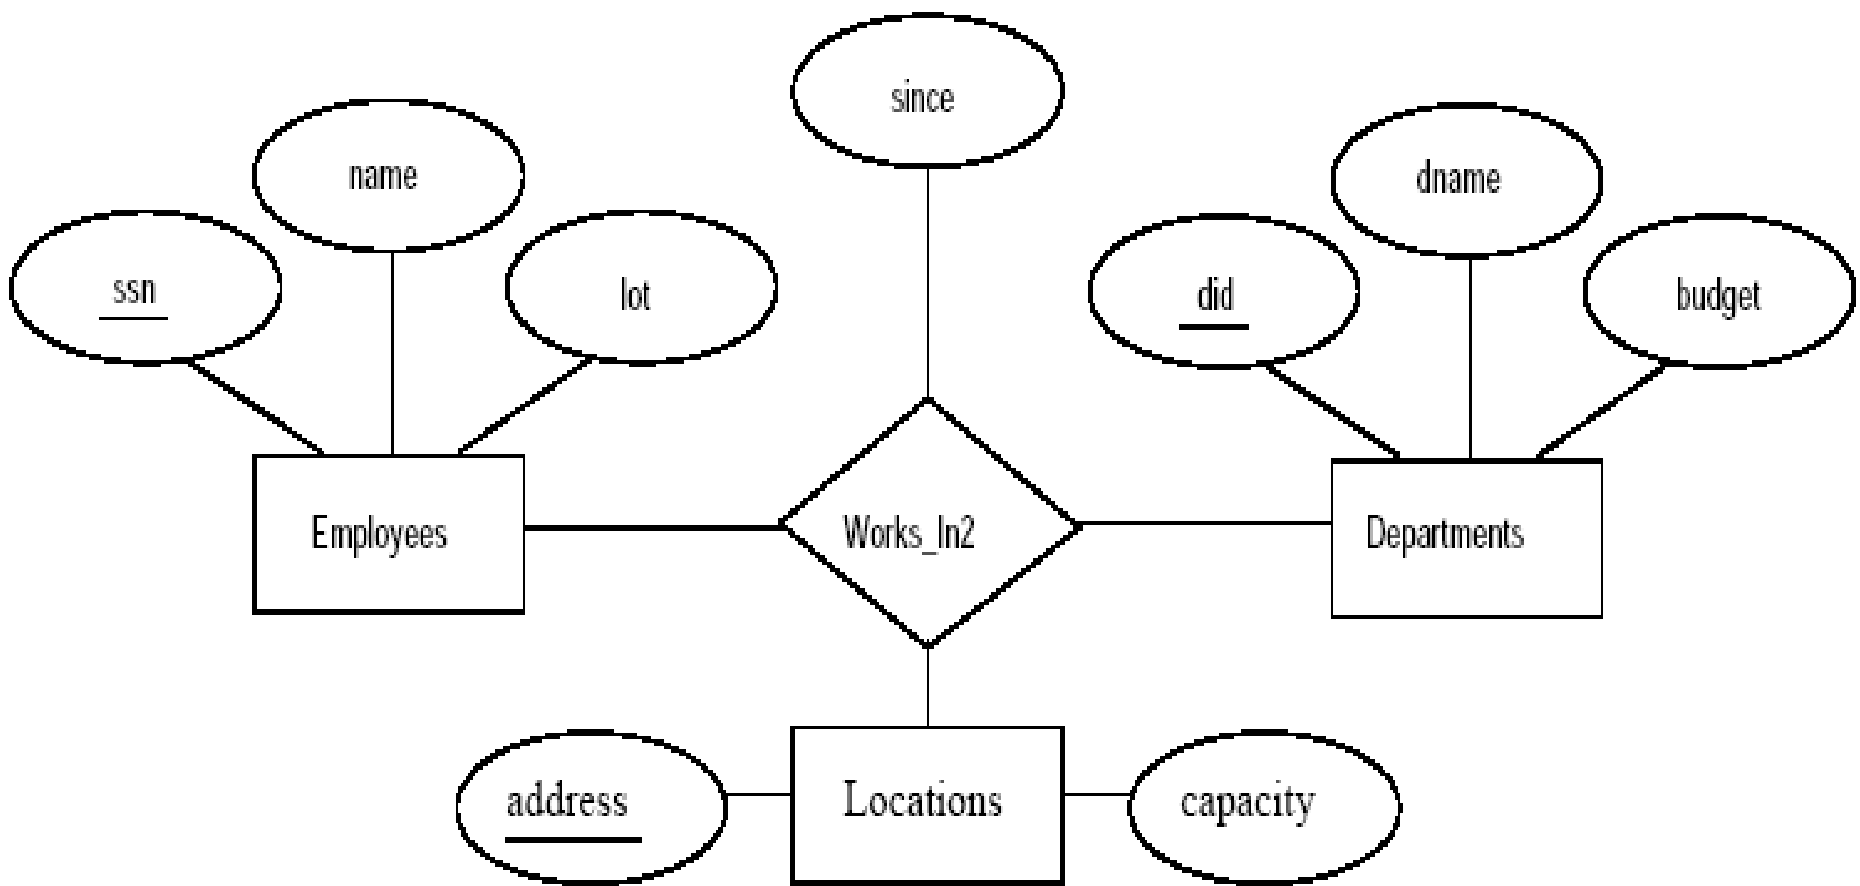 since
name
dname
ssn
lot
did
budget
Employees
Works_In2
Departments
address
Locations
capacity